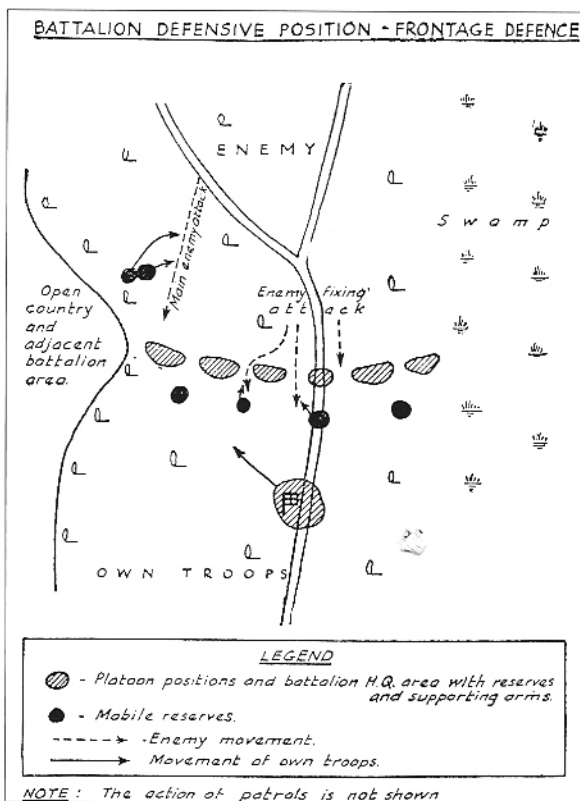 BATTALION DEFENSIVE POSITION - FRONTAGE DEFENCE
ENEMY
Swamp
Main enemy attack
Enemy fixing
attack
Open
country
and
adjacent
battalion
area.
OWN TROOPS
LEGEND
- Platoon positions and battalion H.Q. area with reserves
and supporting arms.
- Mobile reserves.
- Enemy movement.
- Movement of own troops.
NOTE : The action of patrols is not shown